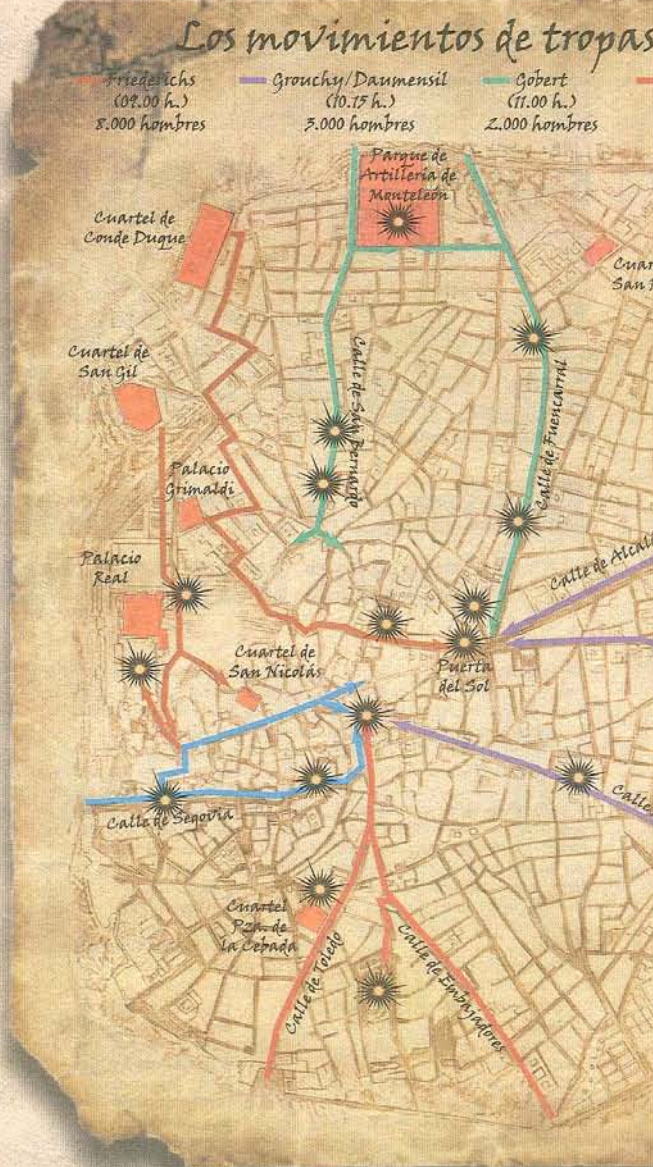 Los movimientos de tropas
Friederichs
(09.00 h.)
8.000 hombres
Grouchy/Daumensil
(10.15 h.)
3.000 hombres
Gobert
(11.00 h.)
2.000 hombres
Parque de
Artillería de
Monteleón
Cuartel de
Conde Duque
Cuartel de
San Gil
Calle de San Bernardo
Calle de Fuencarral
Palacio
Grimaldi
Palacio
Real
Calle de Alcalá
Cuartel de
San Nicolás
Puerta
del Sol
Calle de Segovia
Calle
Cuartel
Pza. de
la Cebada
Calle de Toledo
Calle de Embajadores